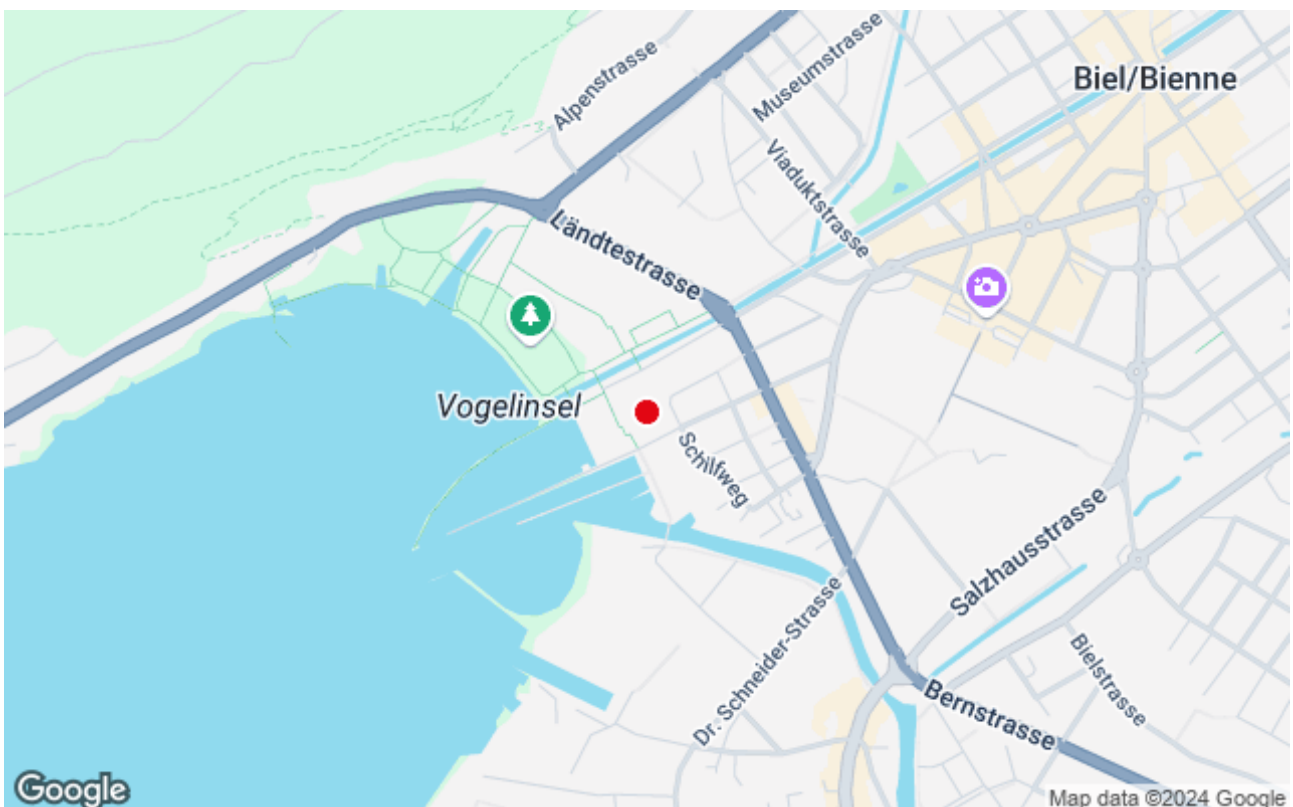 Alpenstrasse
Museumstrasse
Biel/Bienne
Viaduktstrasse
Ländtestrasse
Vogelinsel
Schilfweg
Salzhausstrasse
Dr. Schneider-Strasse
Bielstrasse
Bernstrasse
Google
Map data ©2024 Google